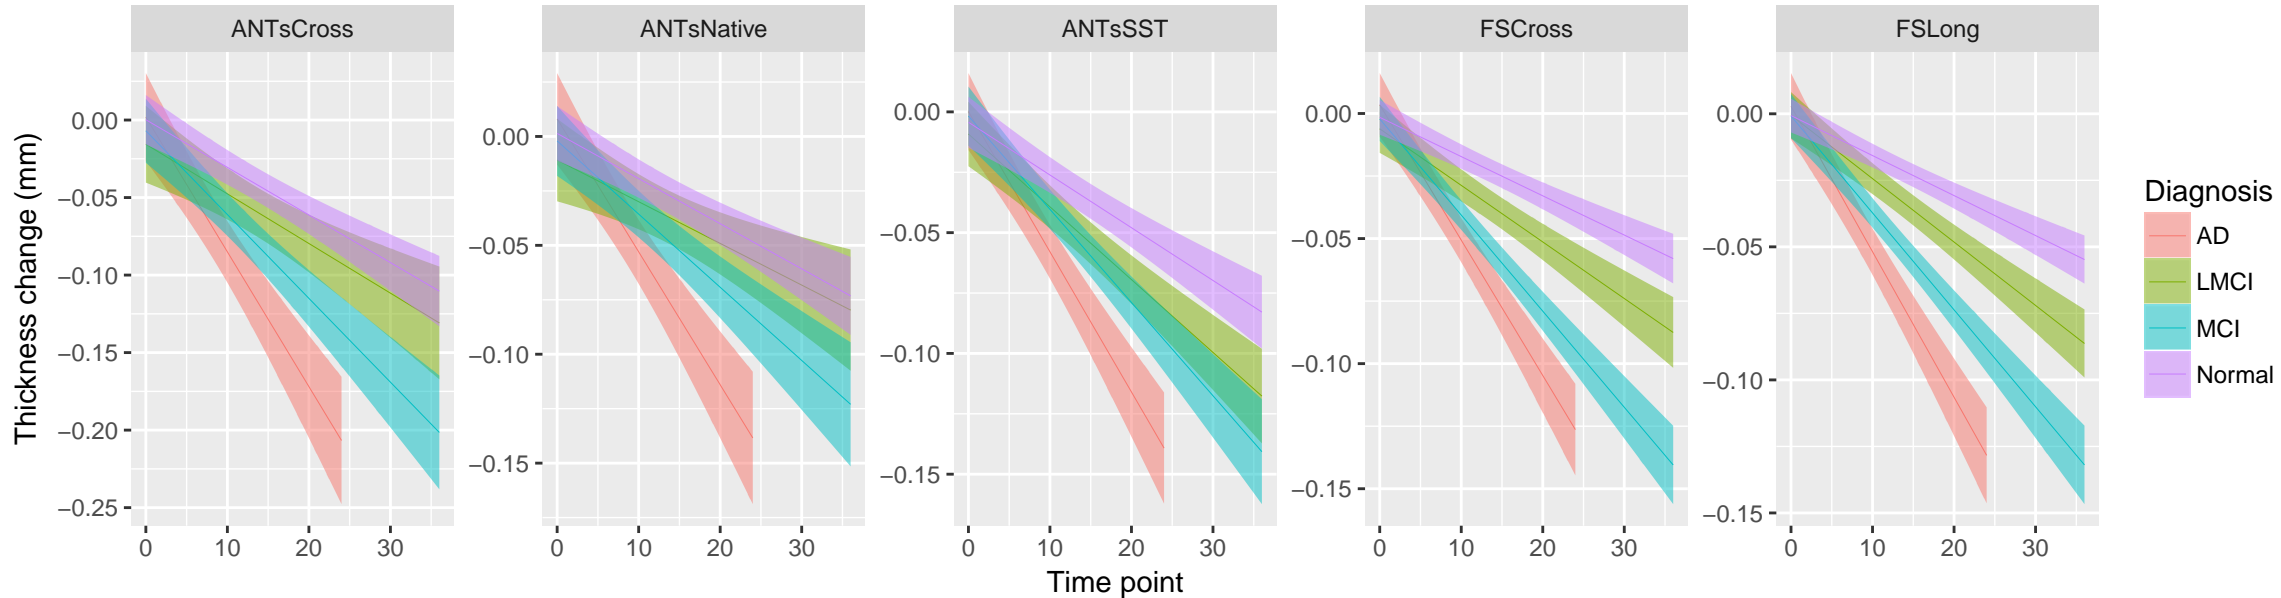 ANTsCross ANTsNative ANTsSST FSCross FSLong
Thickness change (mm)
0.00
−0.05
−0.10
−0.15
−0.20
−0.25
0 10 20 30
0.00
−0.05
−0.10
−0.15
0 10 20 30
0.00
−0.05
−0.10
−0.15
0 10 20 30
0.00
−0.05
−0.10
−0.15
0 10 20 30
0.00
−0.05
−0.10
−0.15
0 10 20 30
Time point
Diagnosis
AD
LMCI
MCI
Normal